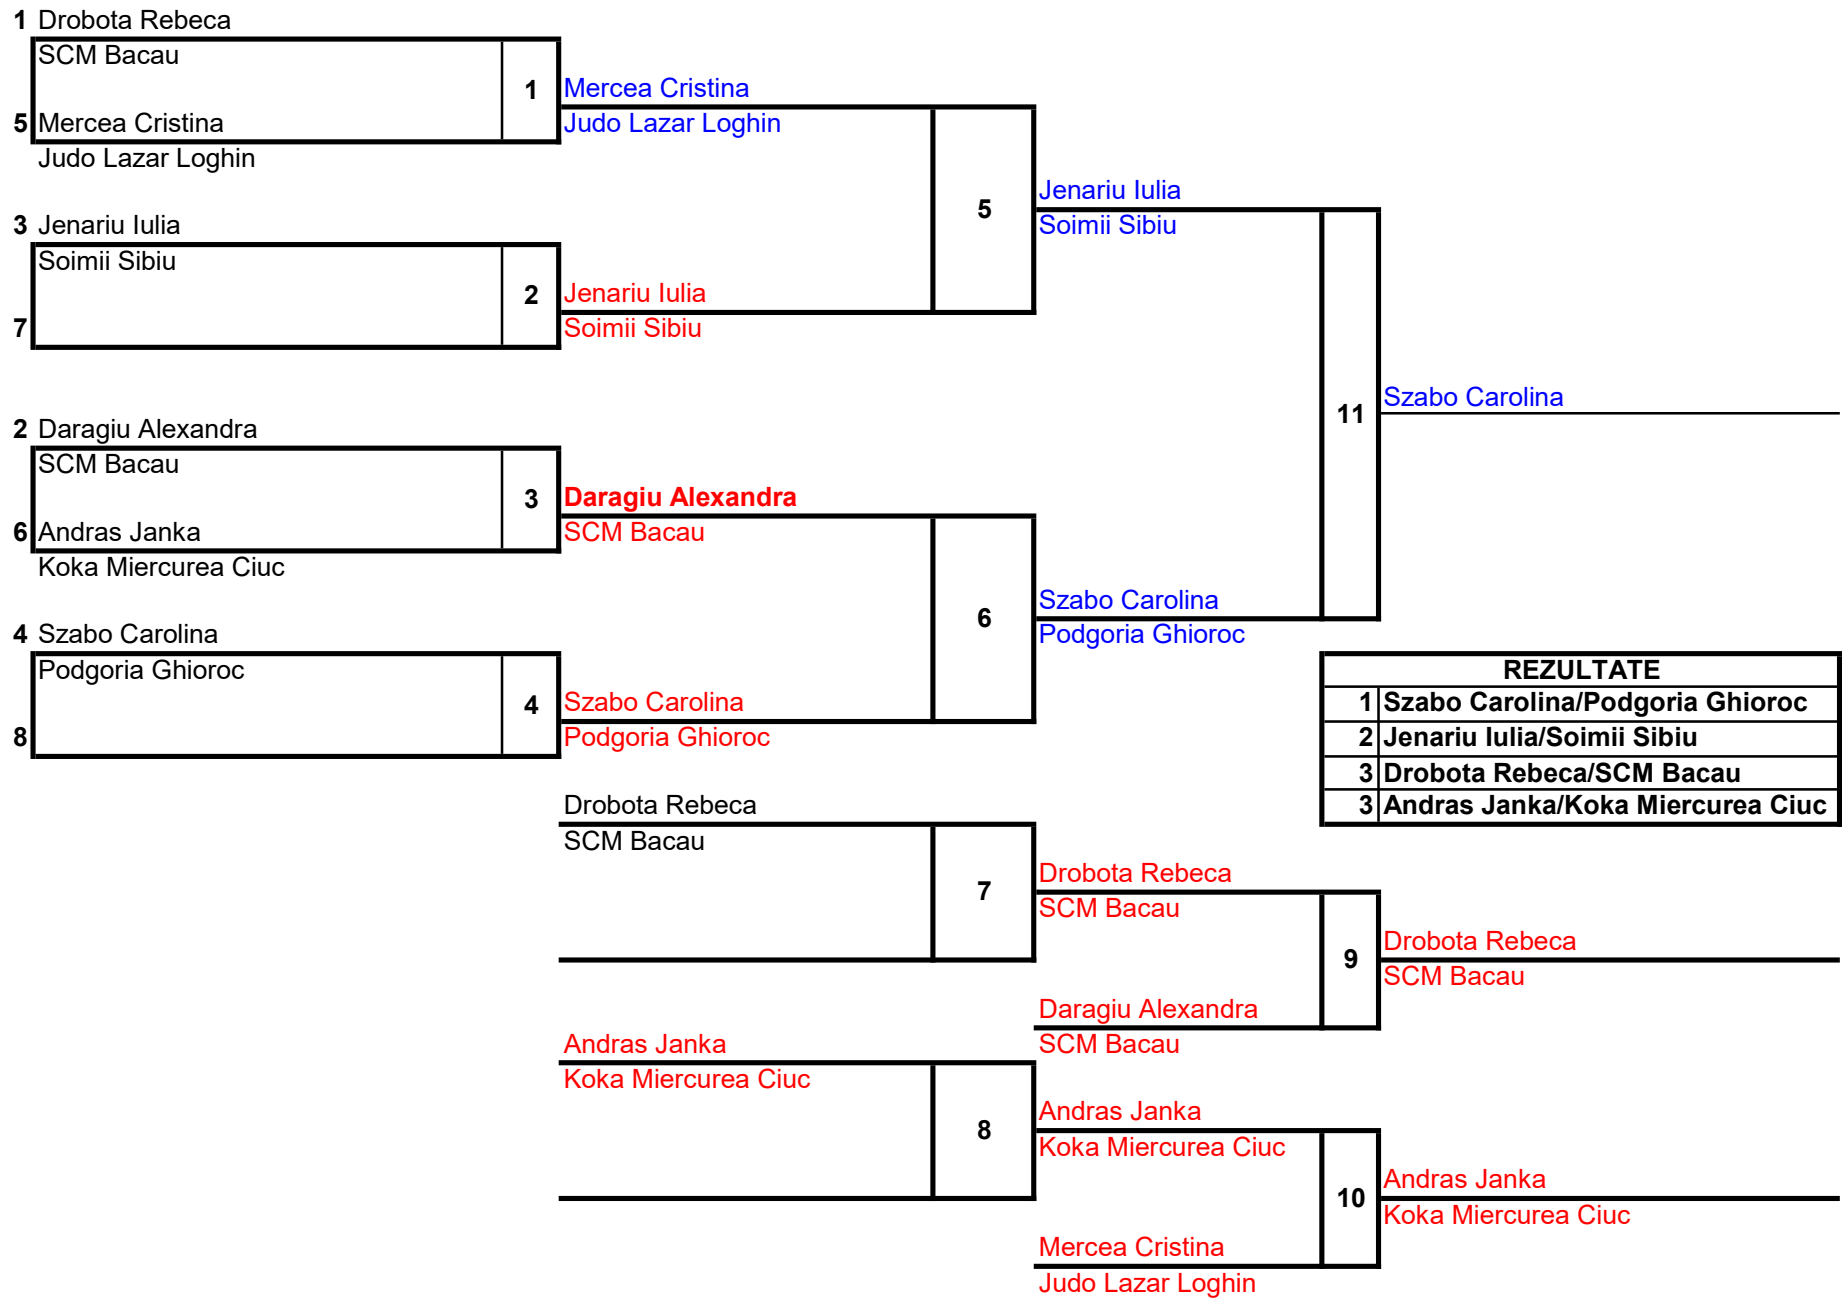 1 Drobota Rebeca
SCM Bacau
1
Mercea Cristina
5 Mercea Cristina
Judo Lazar Loghin
Judo Lazar Loghin
Jenariu Iulia
5
3 Jenariu Iulia
Soimii Sibiu
Soimii Sibiu
2
Jenariu Iulia
7
Soimii Sibiu
Szabo Carolina
11
2 Daragiu Alexandra
SCM Bacau
3
Daragiu Alexandra
6 Andras Janka
SCM Bacau
Koka Miercurea Ciuc
Szabo Carolina
6
4 Szabo Carolina
Podgoria Ghioroc
Podgoria Ghioroc
REZULTATE
4
Szabo Carolina
1 Szabo Carolina/Podgoria Ghioroc
8
Podgoria Ghioroc
2 Jenariu Iulia/Soimii Sibiu
3 Drobota Rebeca/SCM Bacau
3 Andras Janka/Koka Miercurea Ciuc
Drobota Rebeca
SCM Bacau
7
Drobota Rebeca
SCM Bacau
9
Drobota Rebeca
SCM Bacau
Daragiu Alexandra
SCM Bacau
Andras Janka
Koka Miercurea Ciuc
8
Andras Janka
Koka Miercurea Ciuc
10
Andras Janka
Koka Miercurea Ciuc
Mercea Cristina
Judo Lazar Loghin